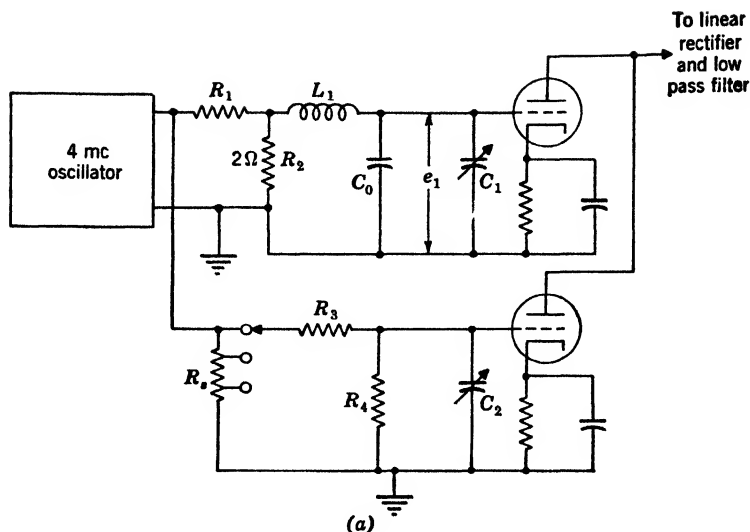 To linear
rectifier
and low
pass filter
R₁
L₁
4 mc
oscillator
2Ω
R₂
C₀
e₁
C₁
R₃
Rₛ
R₄
C₂
(a)